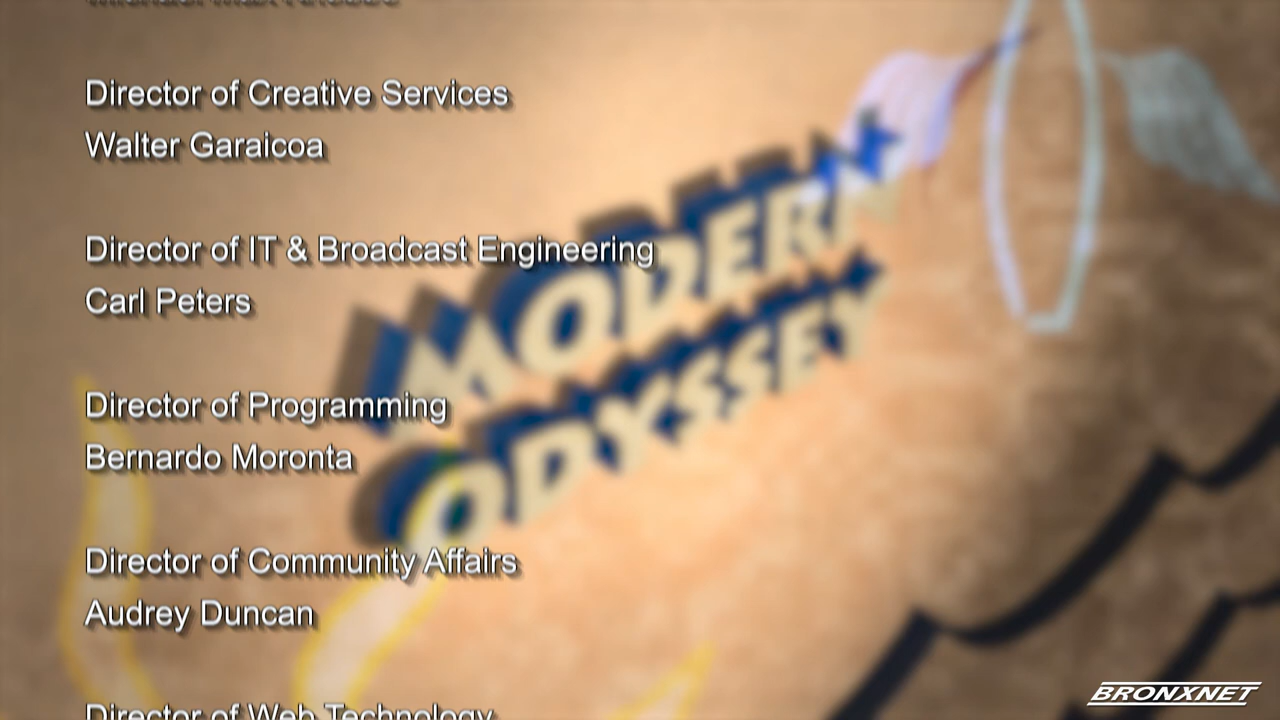 Director of Creative Services
Walter Garaicoa
Director of IT & Broadcast Engineering
Carl Peters
Director of Programming
Bernardo Moronta
Director of Community Affairs
Audrey Duncan
Director of Web Technology
MODERN
ODYSSEY
BRONXNET